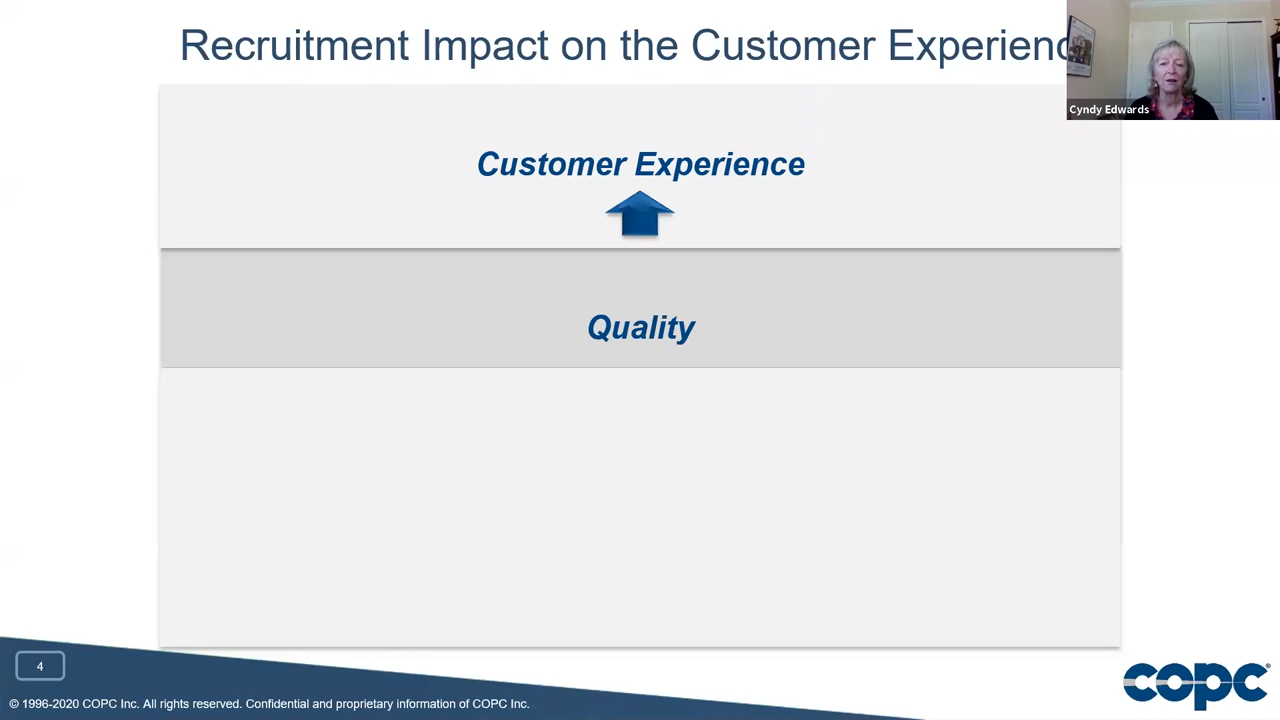 Recruitment Impact on the Customer Experienc
Cyndy Edwards
Customer Experience
Quality
4
© 1996-2020 COPC Inc. All rights reserved. Confidential and proprietary information of COPC Inc.
copc®